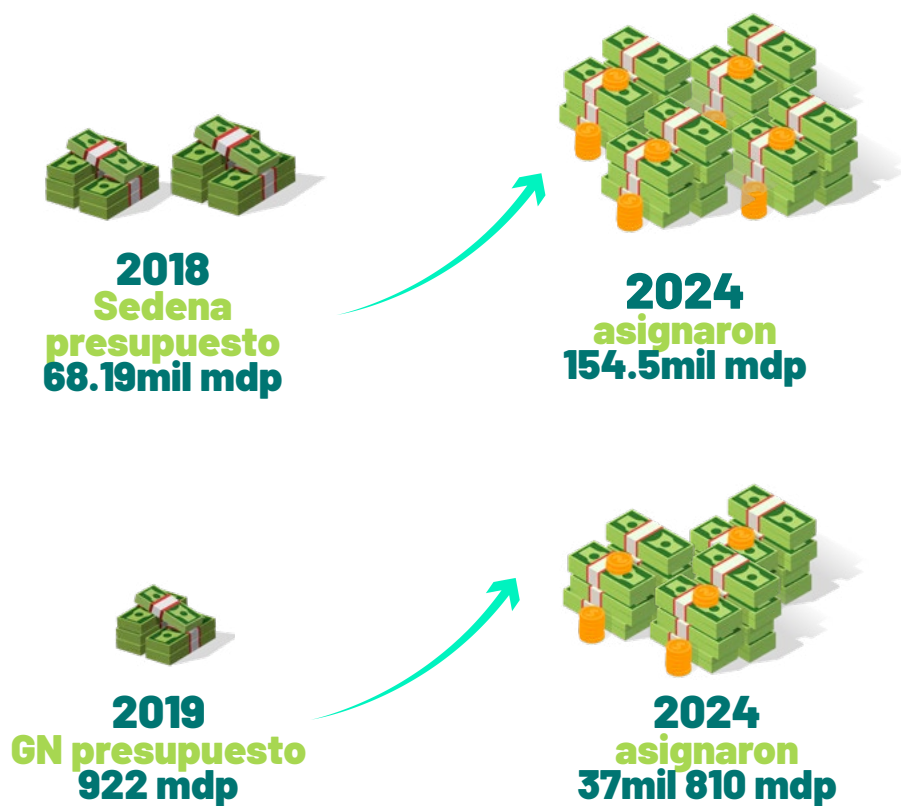 2018
Sedena
presupuesto
68.19mil mdp
2024
asignaron
154.5mil mdp
2019
GN presupuesto
922 mdp
2024
asignaron
37mil 810 mdp